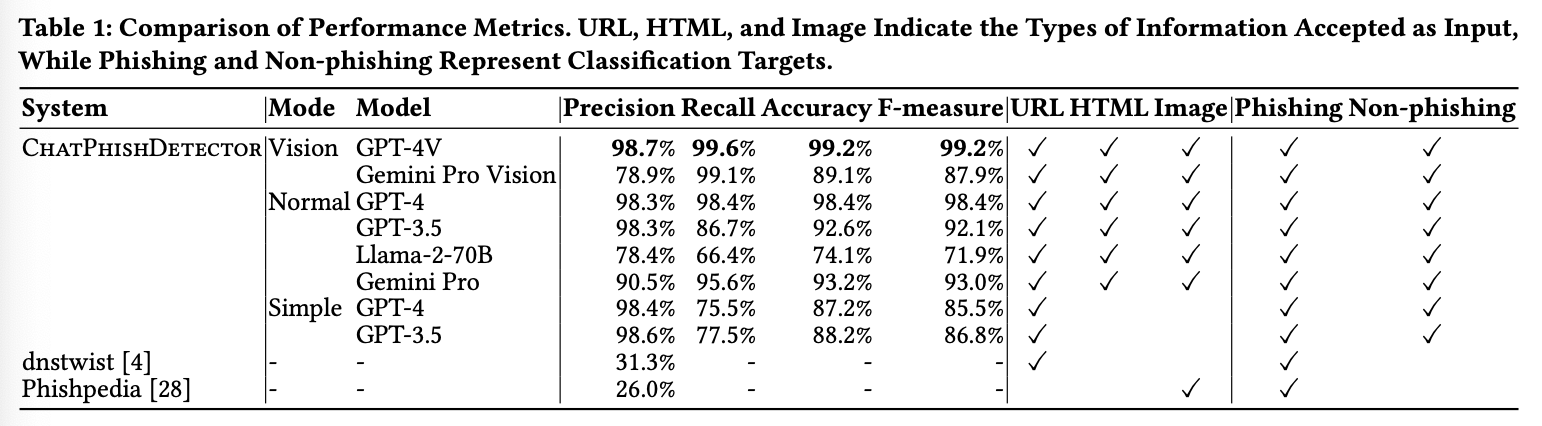 Table 1: Comparison of Performance Metrics. URL, HTML, and Image Indicate the Types of Information Accepted as Input,
While Phishing and Non-phishing Represent Classification Targets.
System Mode Model Precision Recall Accuracy F-measure URL HTML Image Phishing Non-phishing
CHATPHISHDETECTOR Vision GPT-4V 98.7% 99.6% 99.2% 99.2% ✓ ✓ ✓ ✓ ✓
Gemini Pro Vision 78.9% 99.1% 89.1% 87.9% ✓ ✓ ✓ ✓ ✓
Normal GPT-4 98.3% 98.4% 98.4% 98.4% ✓ ✓ ✓ ✓ ✓
GPT-3.5 98.3% 86.7% 92.6% 92.1% ✓ ✓ ✓ ✓ ✓
Llama-2-70B 78.4% 66.4% 74.1% 71.9% ✓ ✓ ✓ ✓ ✓
Gemini Pro 90.5% 95.6% 93.2% 93.0% ✓ ✓ ✓ ✓ ✓
Simple GPT-4 98.4% 75.5% 87.2% 85.5% ✓ ✓ ✓
GPT-3.5 98.6% 77.5% 88.2% 86.8% ✓ ✓ ✓
dnstwist [4] - - 31.3% - - - ✓ ✓
Phishpedia [28] - - 26.0% - - - ✓ ✓